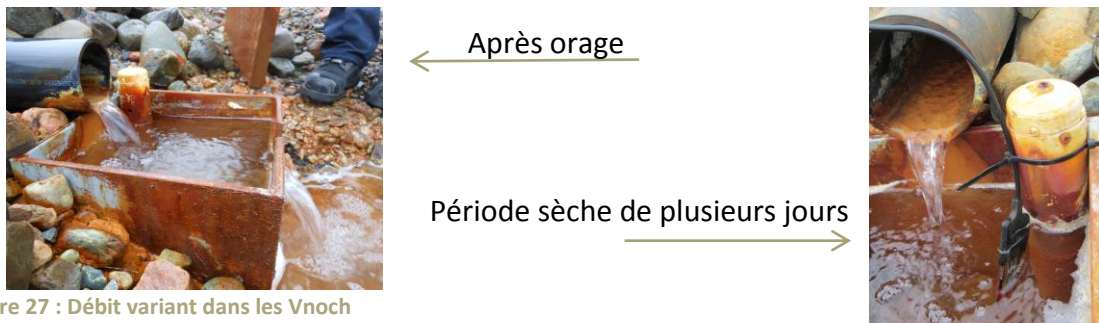 Après orage
Période sèche de plusieurs jours
re 27 : Débit variant dans les Vnoch